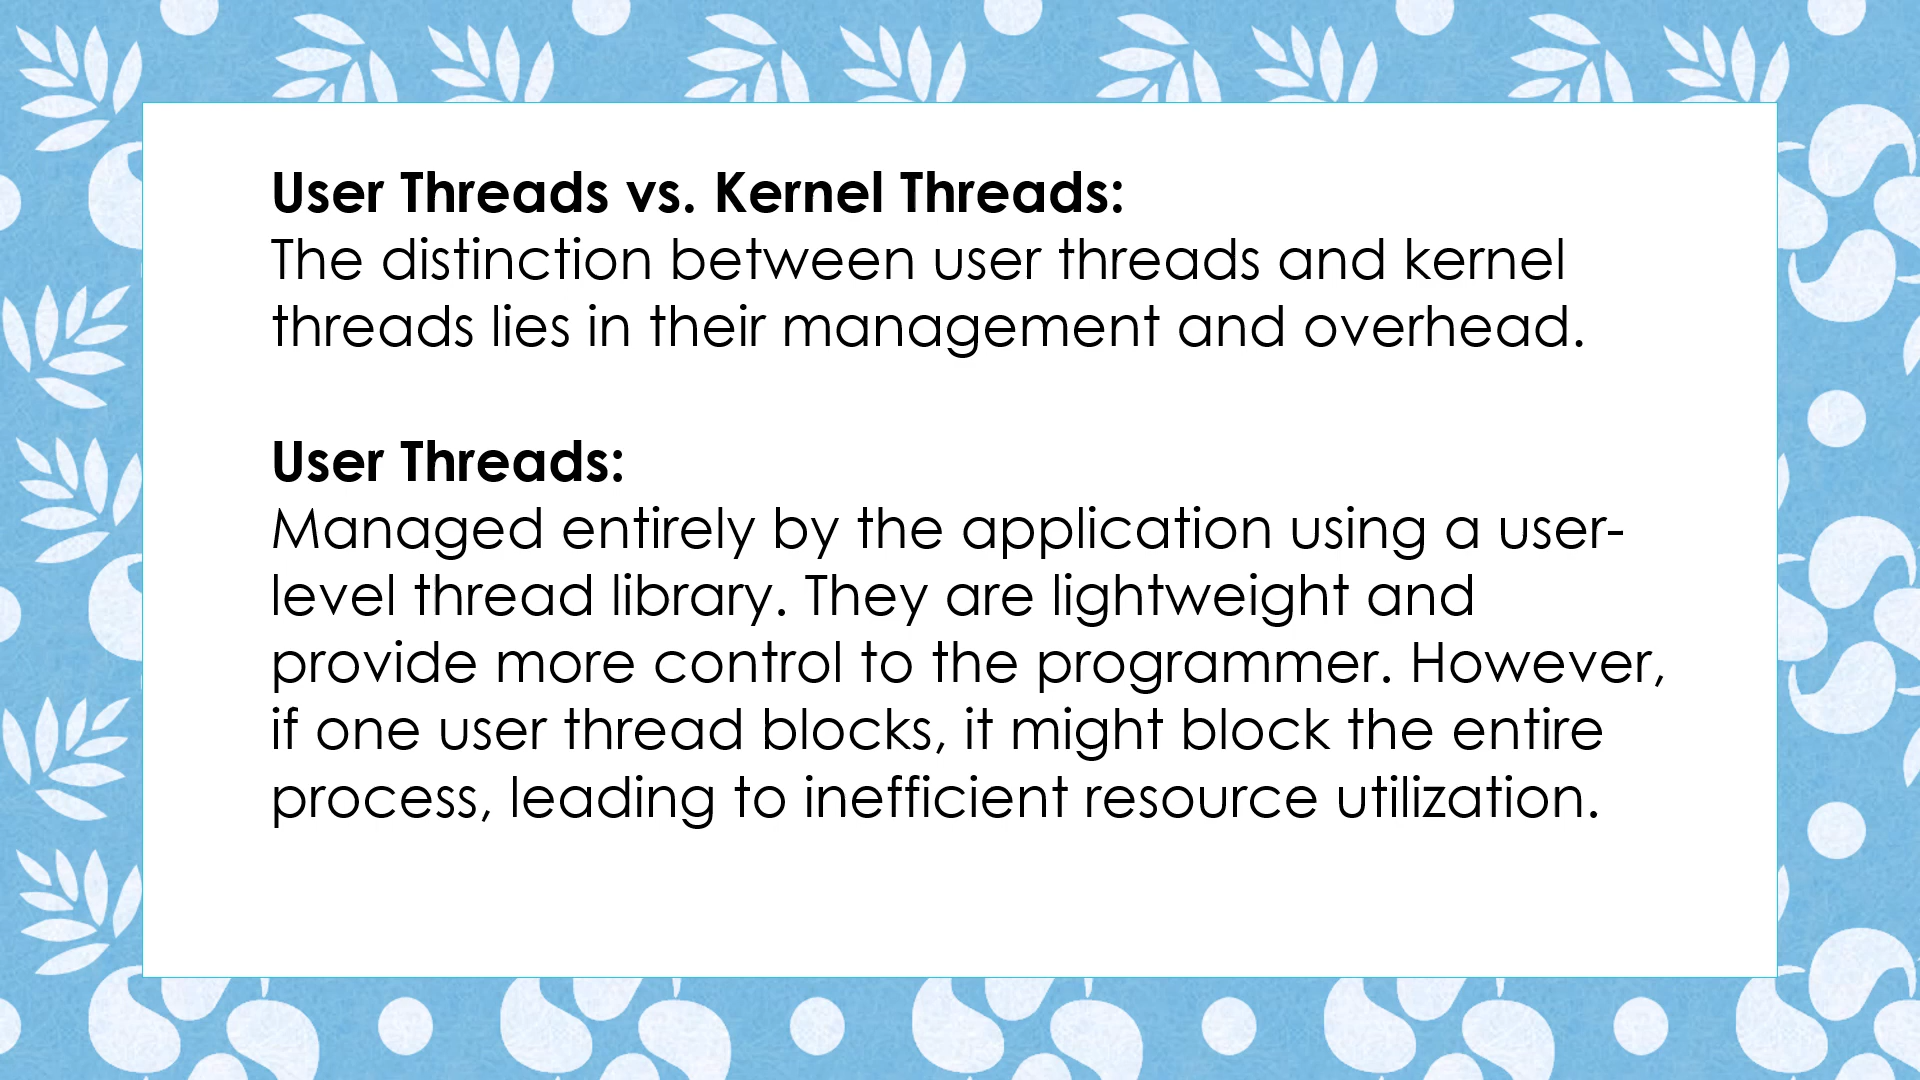 User Threads vs. Kernel Threads:
The distinction between user threads and kernel
threads lies in their management and overhead.
User Threads:
Managed entirely by the application using a user-
level thread library. They are lightweight and
provide more control to the programmer. However,
if one user thread blocks, it might block the entire
process, leading to inefficient resource utilization.